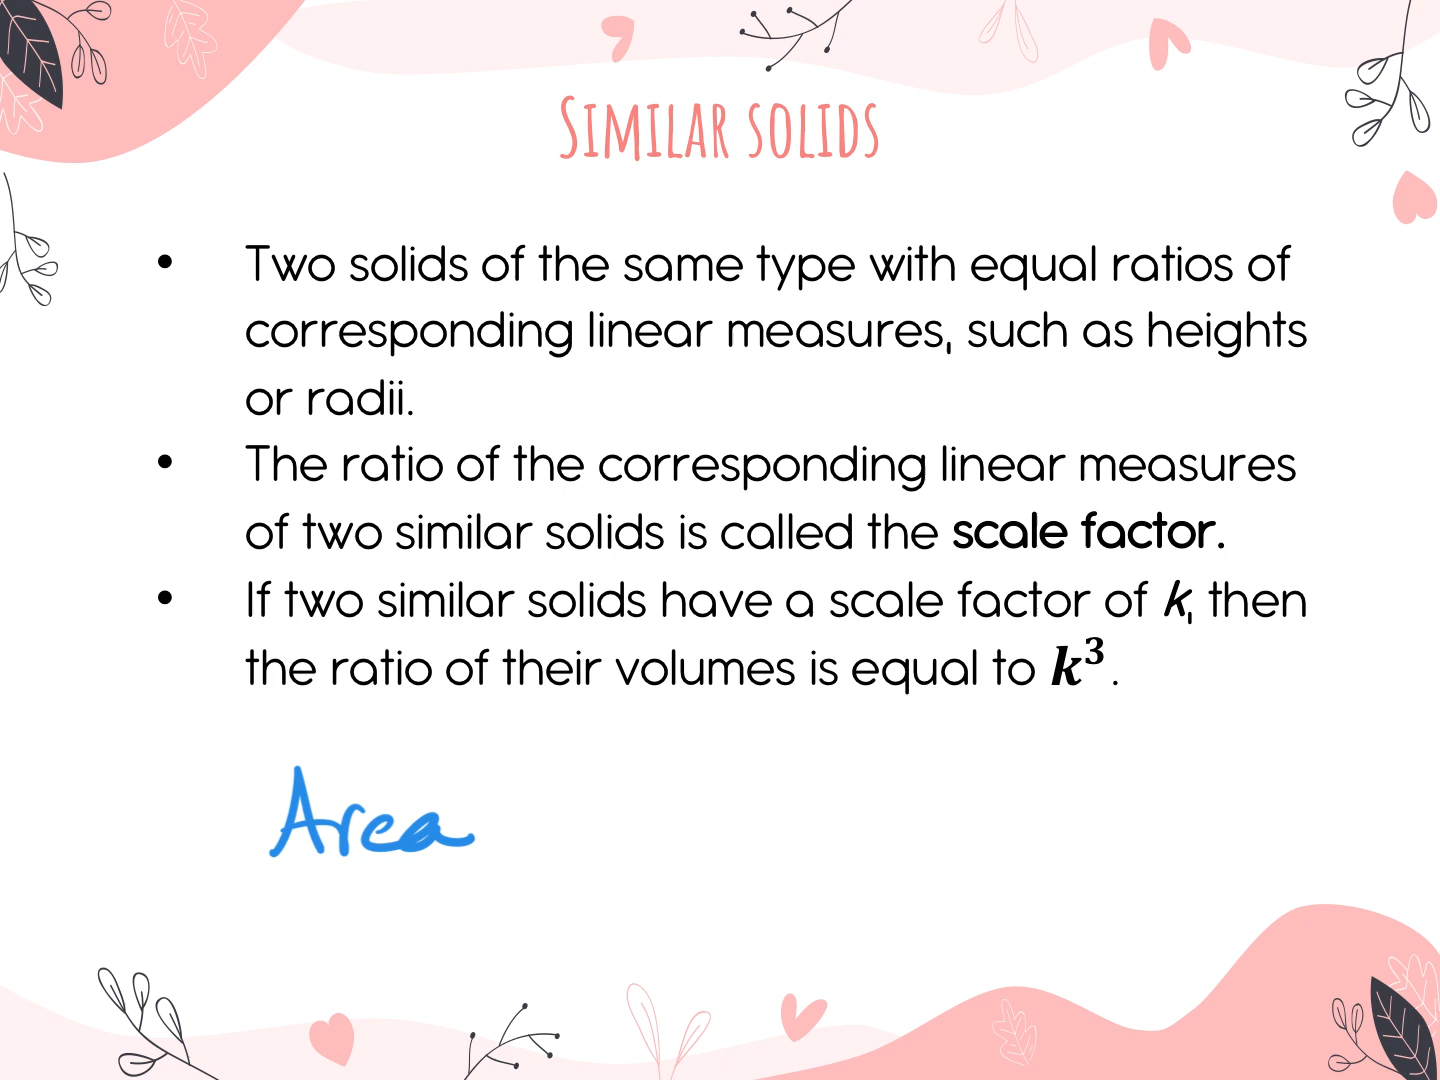 Similar solids
• Two solids of the same type with equal ratios of
corresponding linear measures, such as heights
or radii.
• The ratio of the corresponding linear measures
of two similar solids is called the scale factor.
• If two similar solids have a scale factor of k, then
the ratio of their volumes is equal to k³.
Area